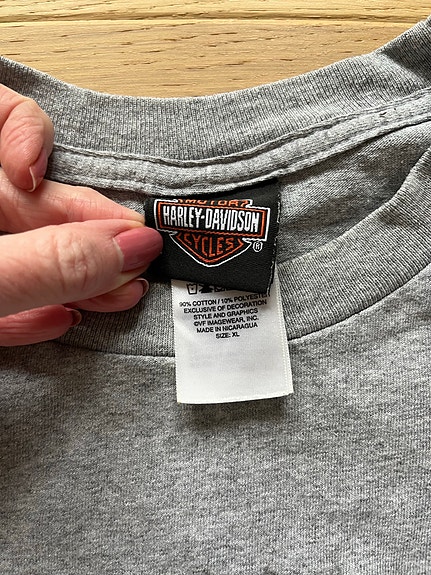 MOTOR
HARLEY-DAVIDSON
CYCLES
®
90% COTTON / 10% POLYESTER
EXCLUSIVE OF DECORATION
STYLE AND GRAPHICS
©VF IMAGEWEAR, INC.
MADE IN NICARAGUA
SIZE: XL